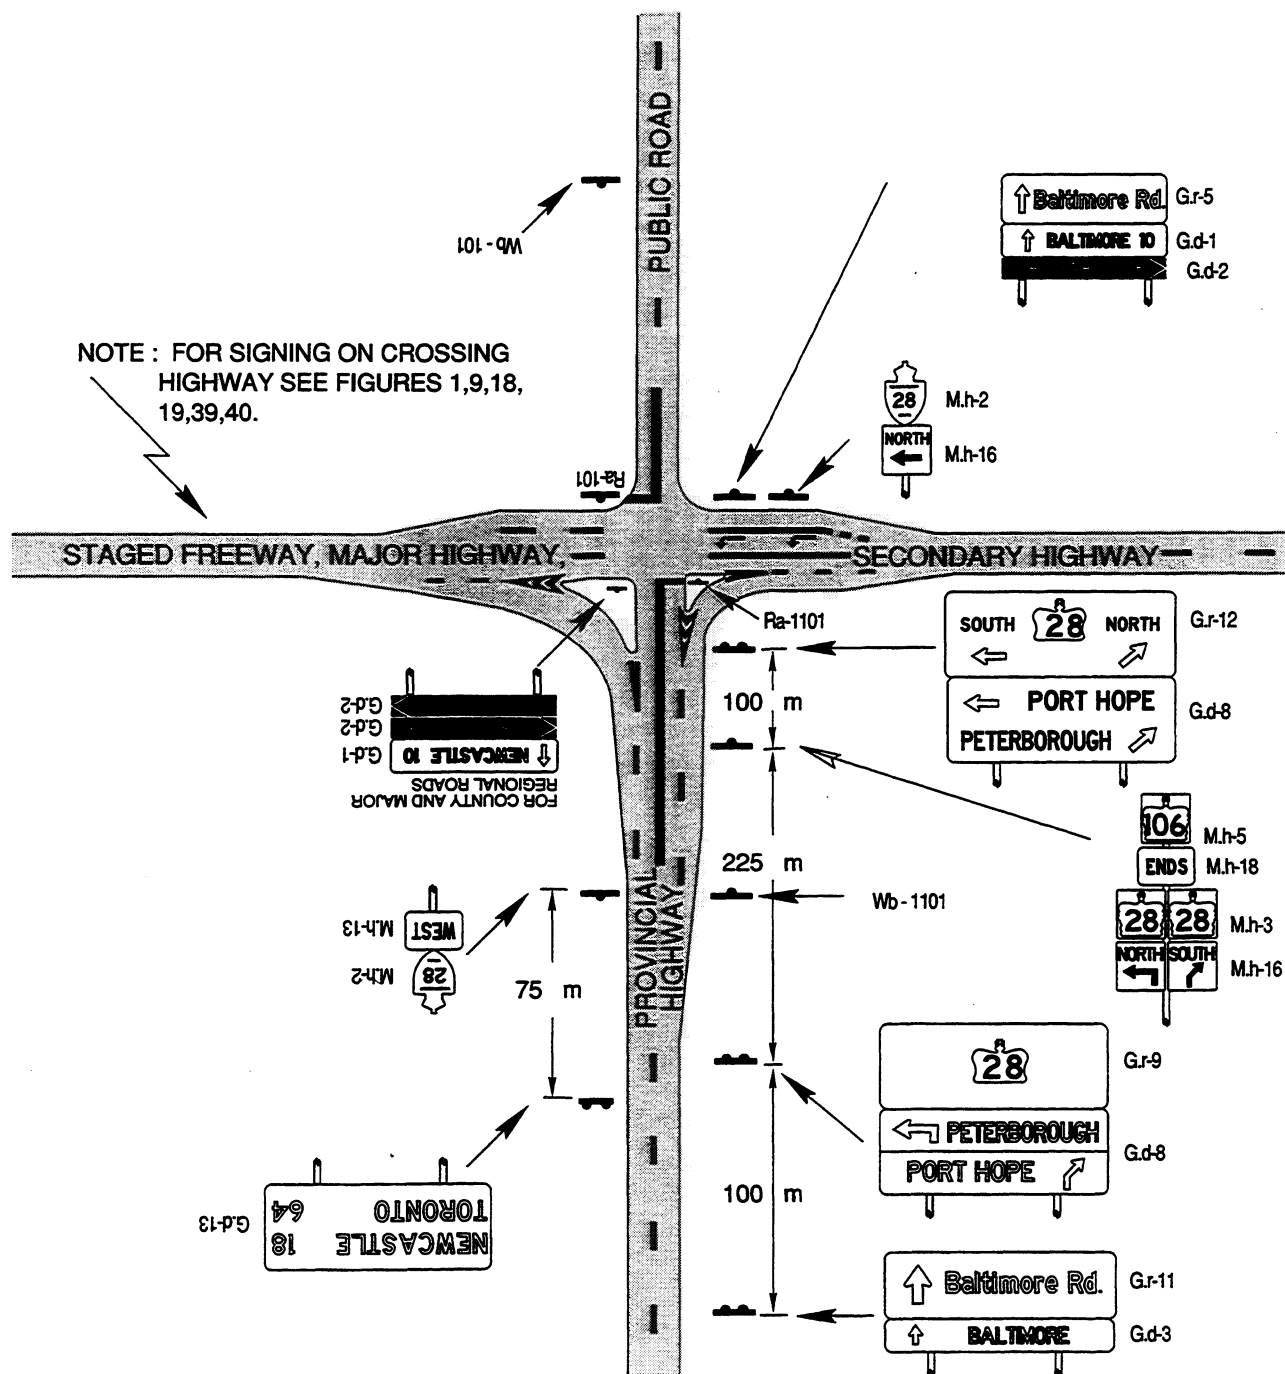 PUBLIC ROAD
Wb-101
Baltimore Rd.
G.r-5
BALTIMORE 10
G.d-1
G.d-2
NOTE : FOR SIGNING ON CROSSING
HIGHWAY SEE FIGURES 1,9,18,
19,39,40.
28
M.h-2
NORTH
M.h-16
Ra-101
STAGED FREEWAY, MAJOR HIGHWAY,
SECONDARY HIGHWAY
Ra-1101
SOUTH 28 NORTH
G.r-12
PORT HOPE
PETERBOROUGH
G.d-8
100 m
G.d-2
G.d-2
G.d-1
NEWCASTLE 10
FOR COUNTY AND MAJOR
REGIONAL ROADS
106
M.h-5
ENDS
M.h-18
28 28
M.h-3
NORTH SOUTH
M.h-16
225 m
Wb-1101
PROVINCIAL
HIGHWAY
M.h-13
WEST
M.h-2
28
75 m
28
G.r-9
PETERBOROUGH
PORT HOPE
G.d-8
100 m
G.d-13
NEWCASTLE 18
TORONTO 64
Baltimore Rd.
G.r-11
BALTIMORE
G.d-3